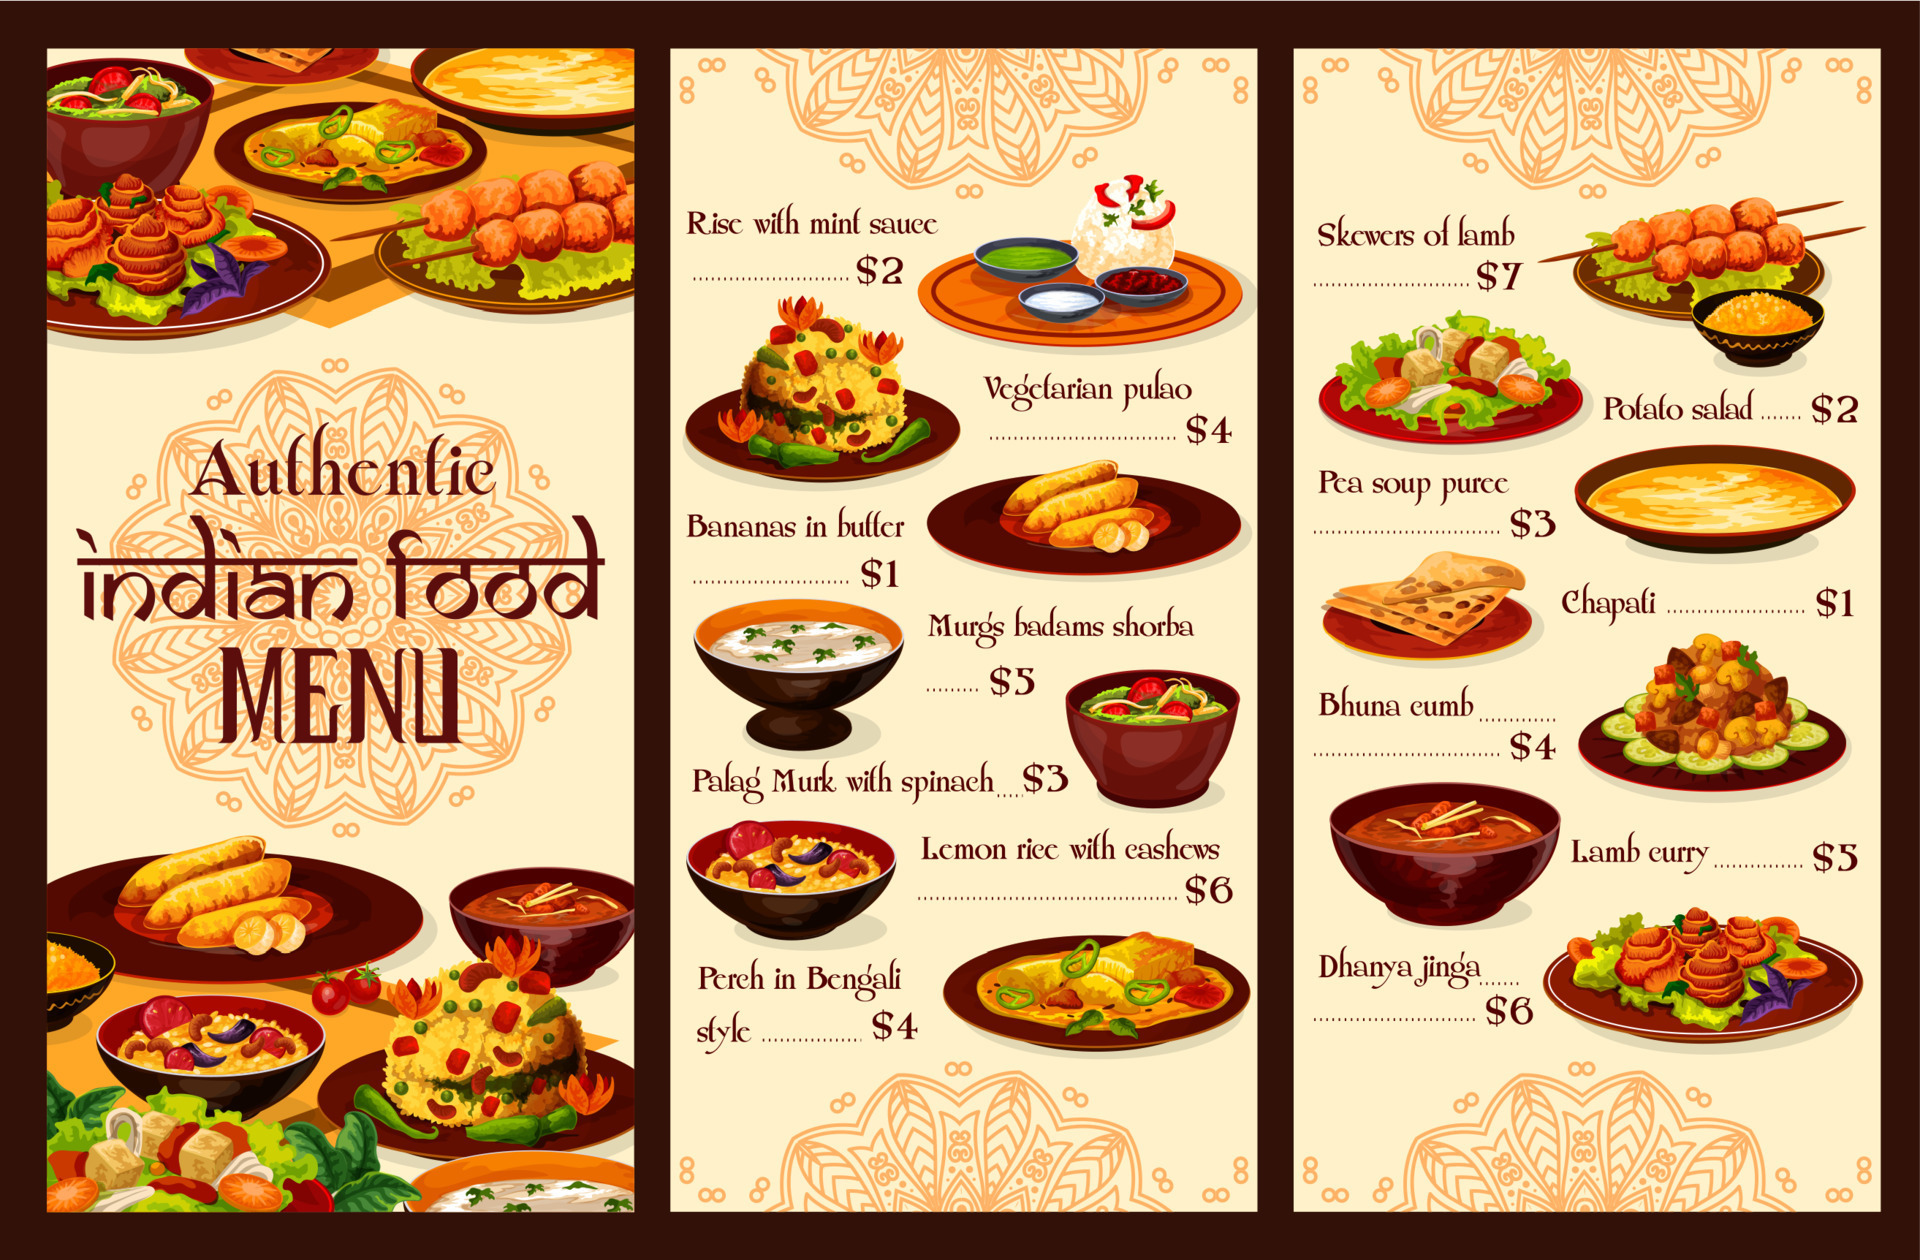 Authentic
indian food
MENU
Rise with mint sauce
$2
Vegetarian pulao
$4
Bananas in butter
$1
Murgs badams shorba
$5
Palag Murk with spinach $3
Lemon rice with cashews
$6
Perch in Bengali
style $4
Skewers of lamb
$7
Potato salad $2
Pea soup puree
$3
Chapati $1
Bhuna cumb
$4
Lamb curry $5
Dhanya jinga
$6